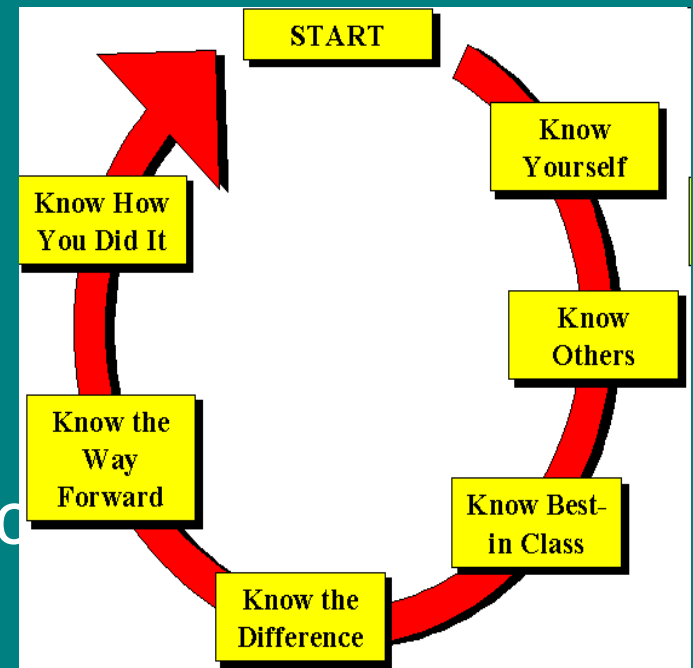 START
Know
Yourself
Know
Others
Know Best-
in Class
Know the
Difference
Know the
Way
Forward
Know How
You Did It